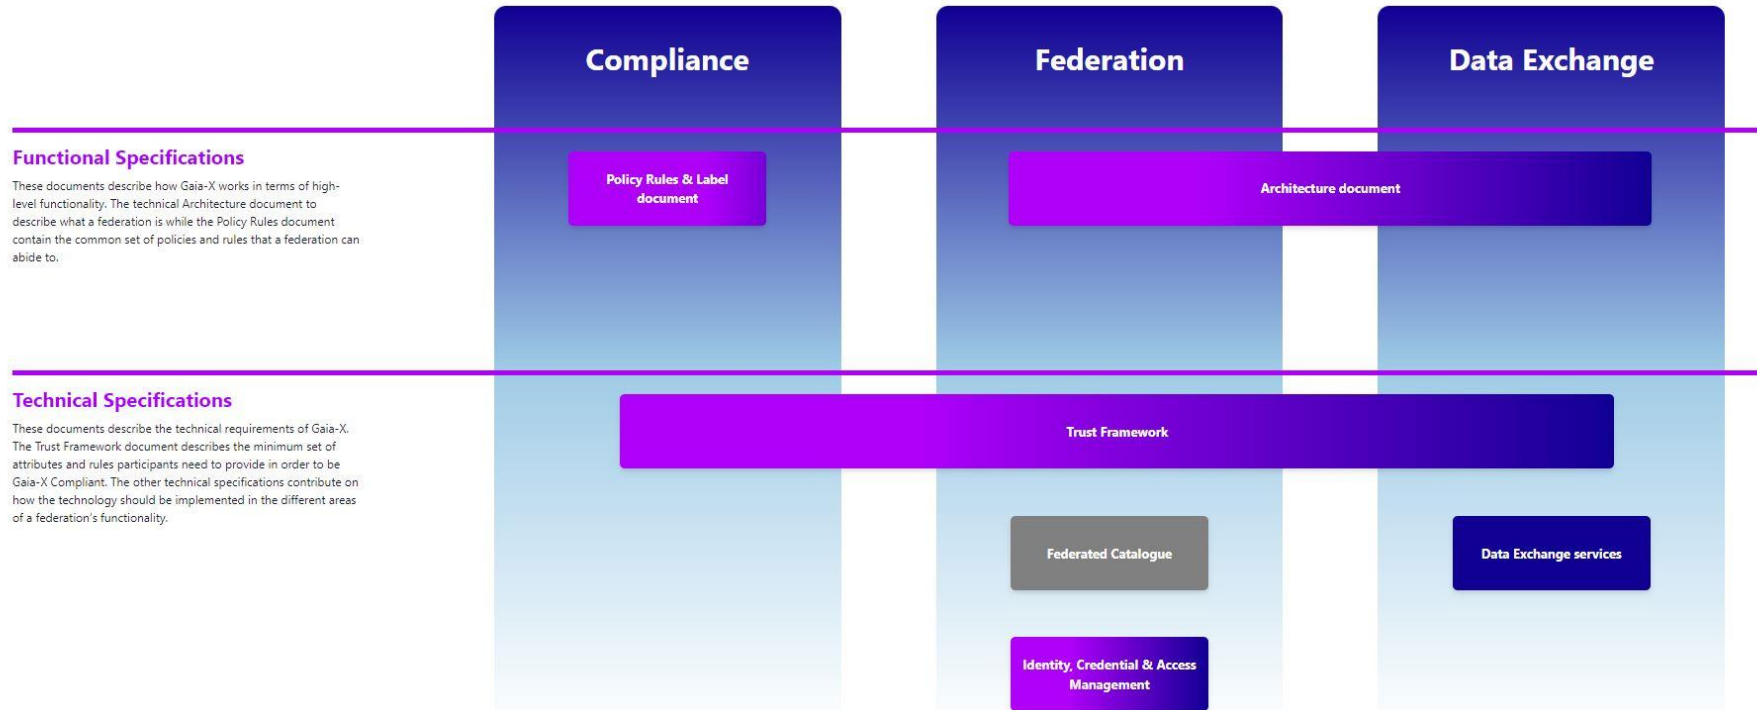 Compliance
Federation
Data Exchange
Functional Specifications
These documents describe how Gaia-X works in terms of high-
level functionality. The technical Architecture document to
describe what a federation is while the Policy Rules document
contain the common set of policies and rules that a federation can
abide to.
Policy Rules & Label
document
Architecture document
Technical Specifications
These documents describe the technical requirements of Gaia-X.
The Trust Framework document describes the minimum set of
attributes and rules participants need to provide in order to be
Gaia-X Compliant. The other technical specifications contribute on
how the technology should be implemented in the different areas
of a federation's functionality.
Trust Framework
Federated Catalogue
Data Exchange services
Identity, Credential & Access
Management